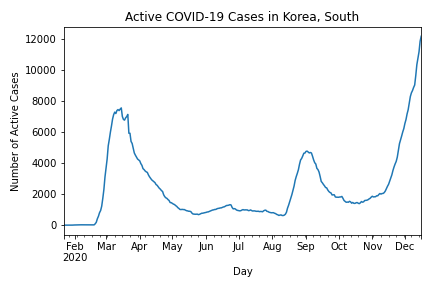 Active COVID-19 Cases in Korea, South
Number of Active Cases
12000
10000
8000
6000
4000
2000
0
Feb Mar Apr May Jun Jul Aug Sep Oct Nov Dec
2020
Day